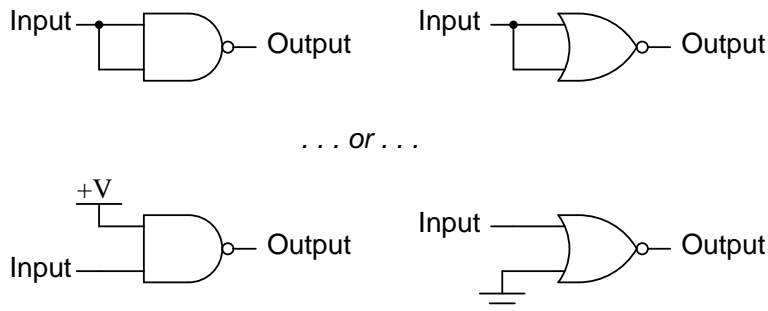 Input Output Input Output
. . . or . . .
+V
Input Output
Input Output